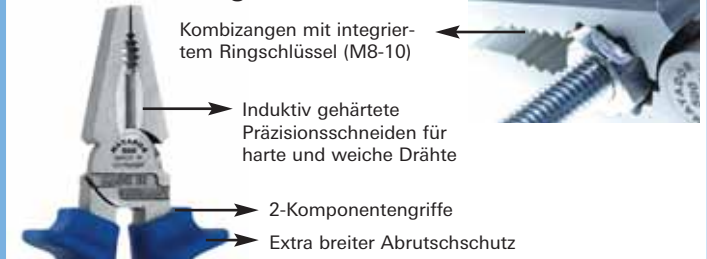 Kombizangen mit integrier-
tem Ringschlüssel (M8-10)
Induktiv gehärtete
Präzisionsschneiden für
harte und weiche Drähte
2-Komponentengriffe
Extra breiter Abrutschschutz
MATADOR